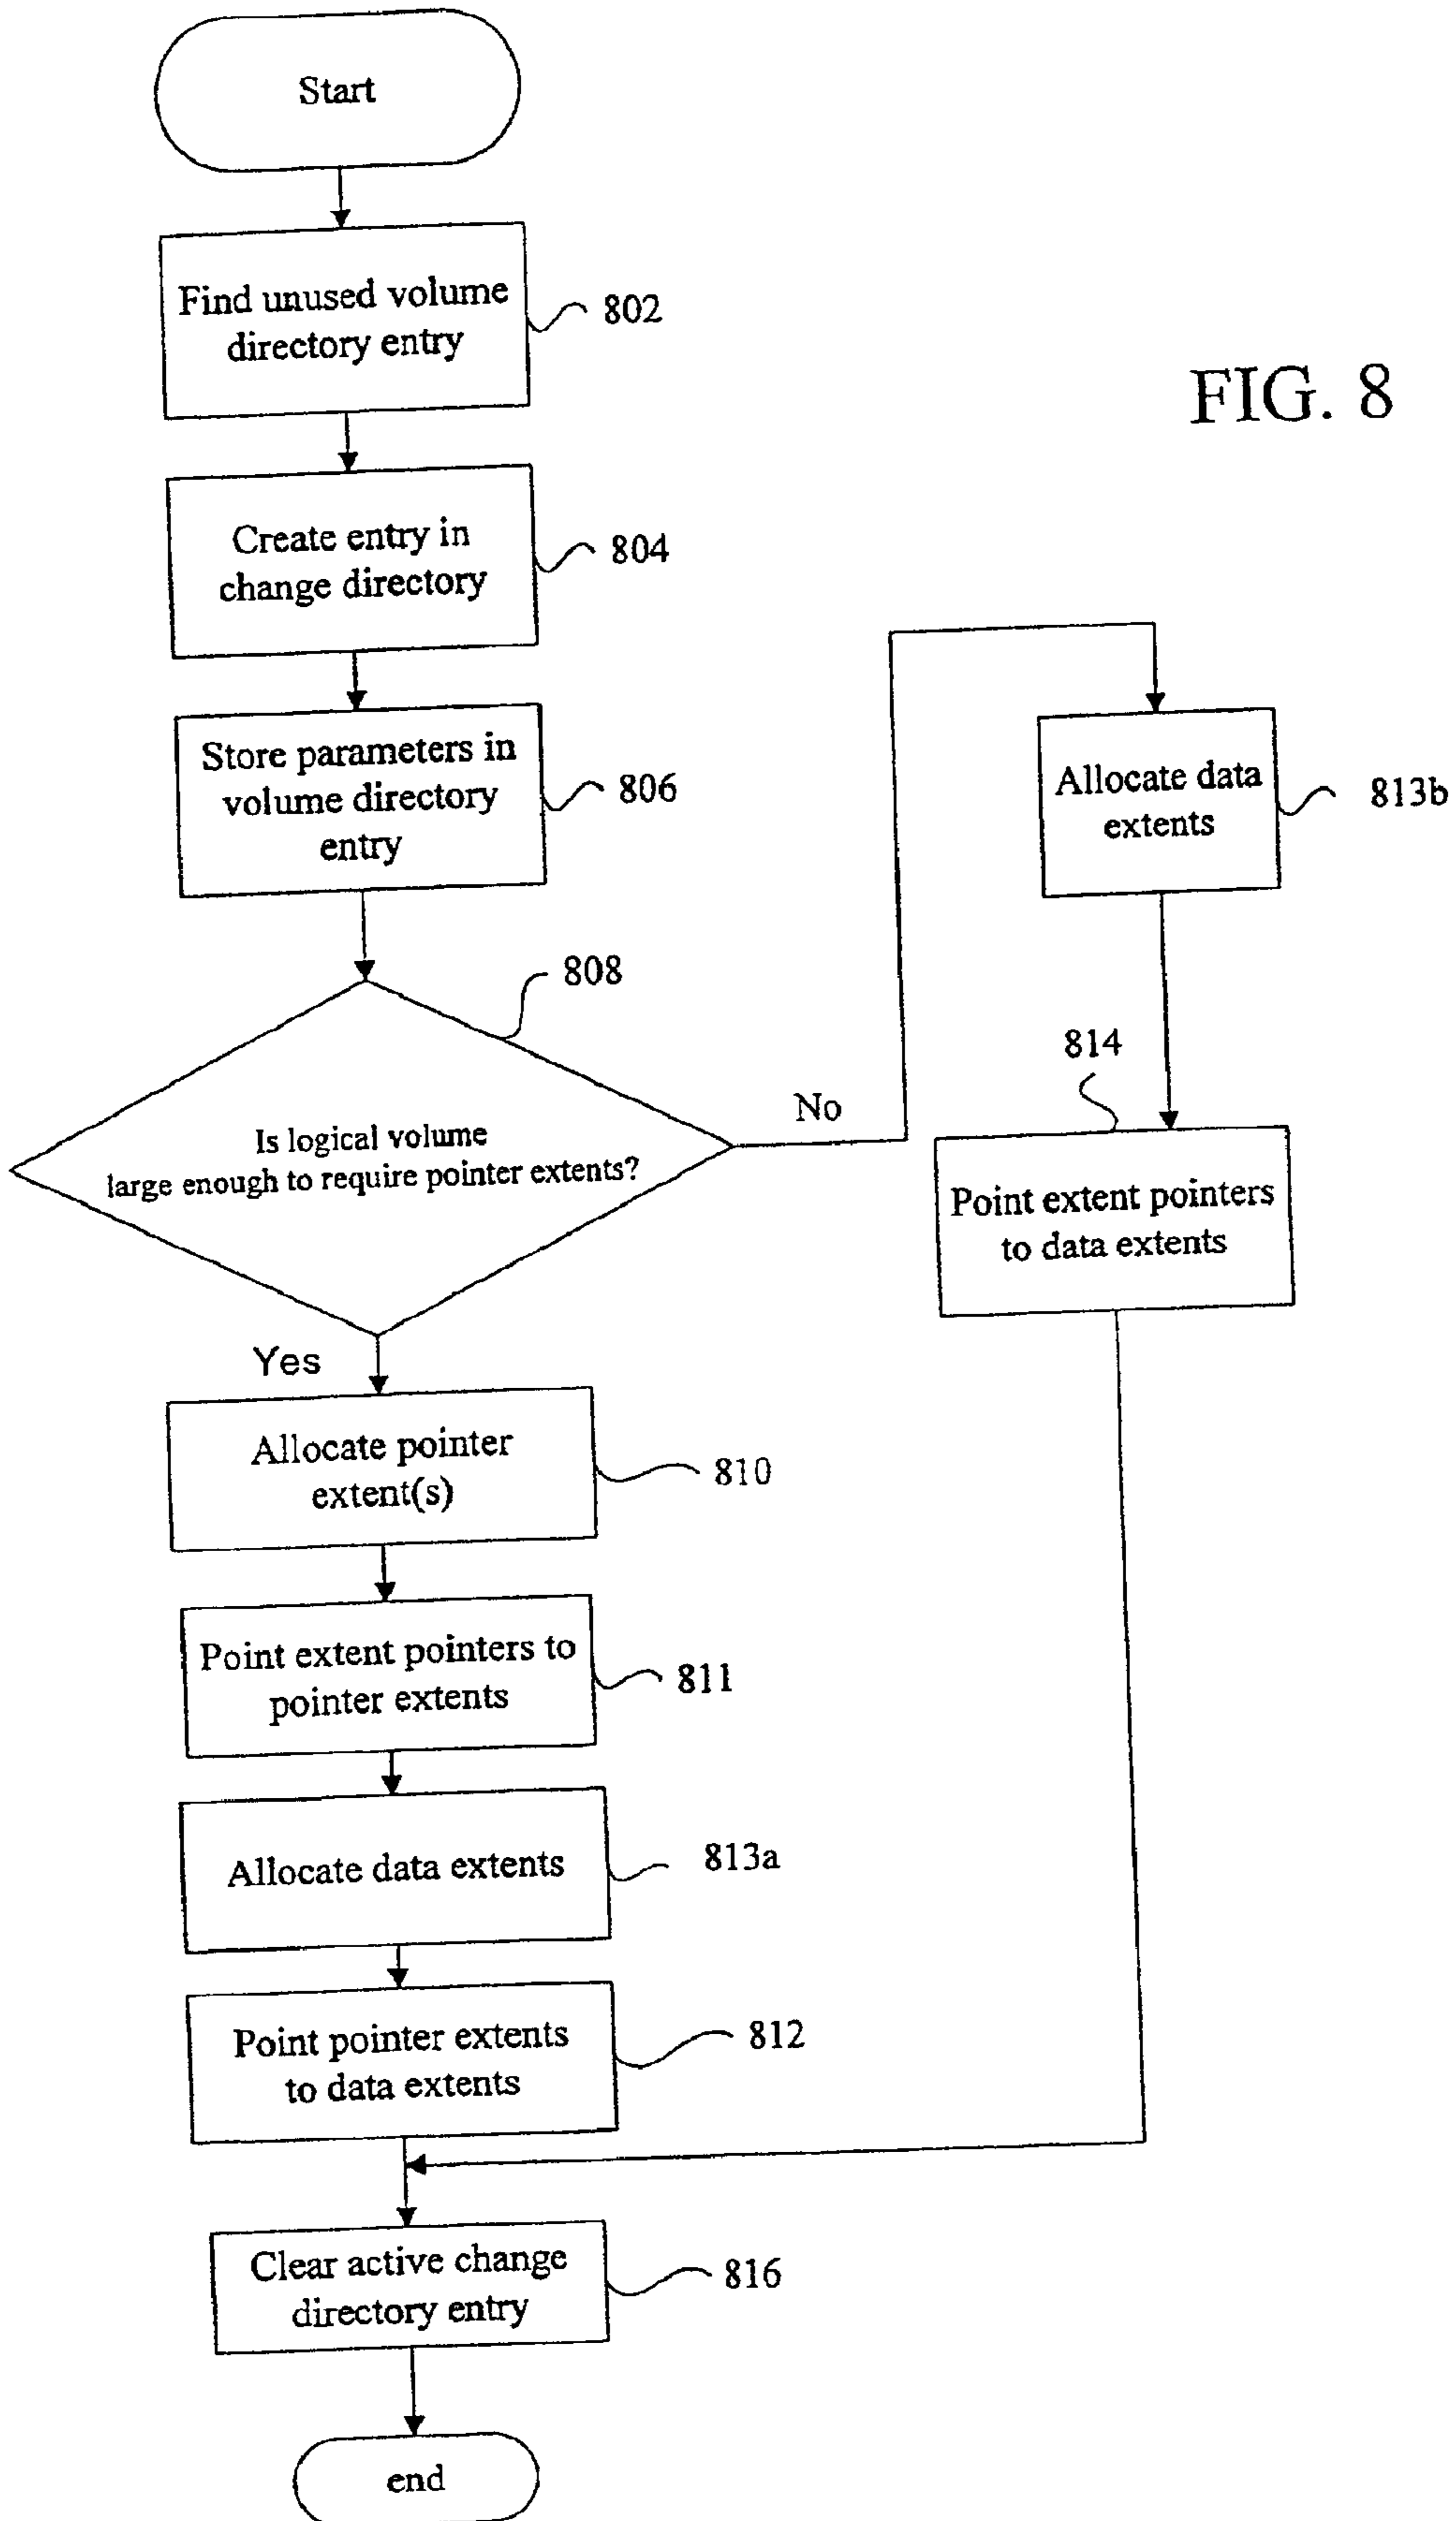 Start
Find unused volume
directory entry
802
FIG. 8
Create entry in
change directory
804
Store parameters in
volume directory
entry
806
Allocate data
extents
813b
808
Is logical volume
large enough to require pointer extents?
No
814
Point extent pointers
to data extents
Yes
Allocate pointer
extent(s)
810
Point extent pointers to
pointer extents
811
Allocate data extents
813a
Point pointer extents
to data extents
812
Clear active change
directory entry
816
end